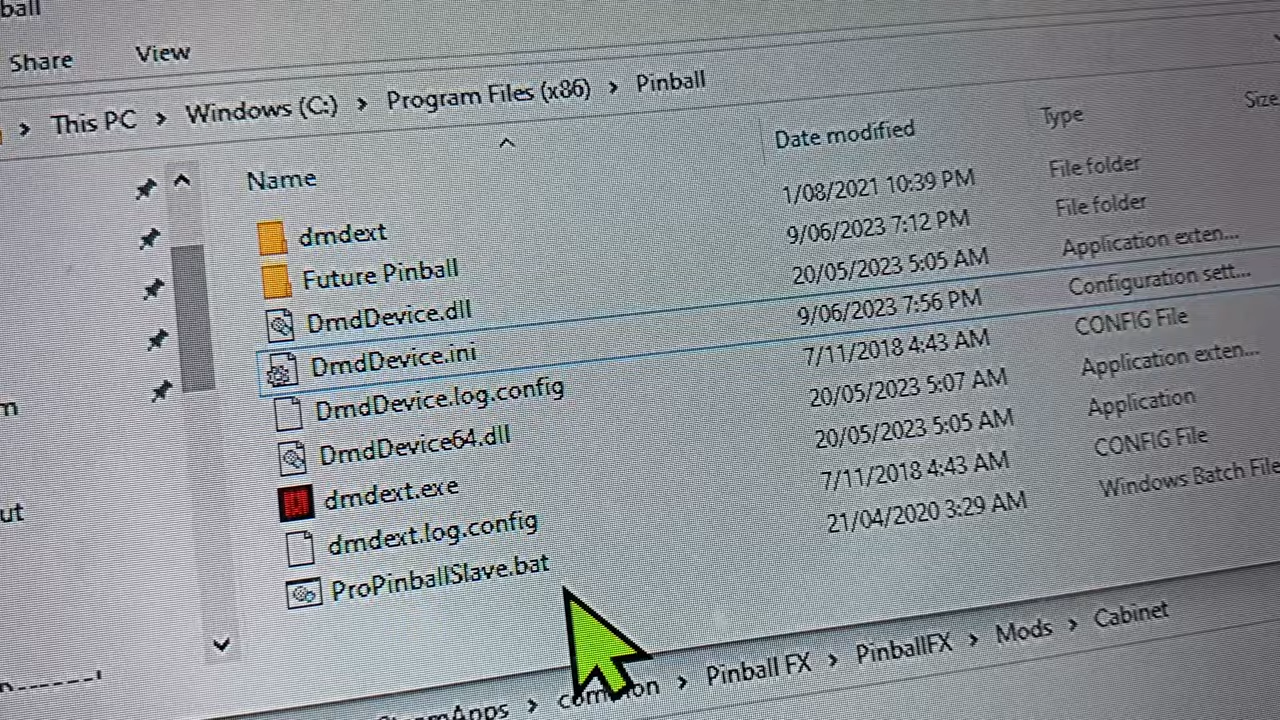 ball
Share View
This PC > Windows (C:) > Program Files (x86) > Pinball
Name Date modified Type Size
dmdext 1/08/2021 10:39 PM File folder
Future Pinball 9/06/2023 7:12 PM File folder
DmdDevice.dll 20/05/2023 5:05 AM Application exten...
DmdDevice.ini 9/06/2023 7:56 PM Configuration sett...
DmdDevice.log.config 7/11/2018 4:43 AM CONFIG File
DmdDevice64.dll 20/05/2023 5:07 AM Application exten...
dmdext.exe 20/05/2023 5:05 AM Application
dmdext.log.config 7/11/2018 4:43 AM CONFIG File
ProPinballSlave.bat 21/04/2020 3:29 AM Windows Batch File
ut
SteamApps > common > Pinball FX > PinballFX > Mods > Cabinet